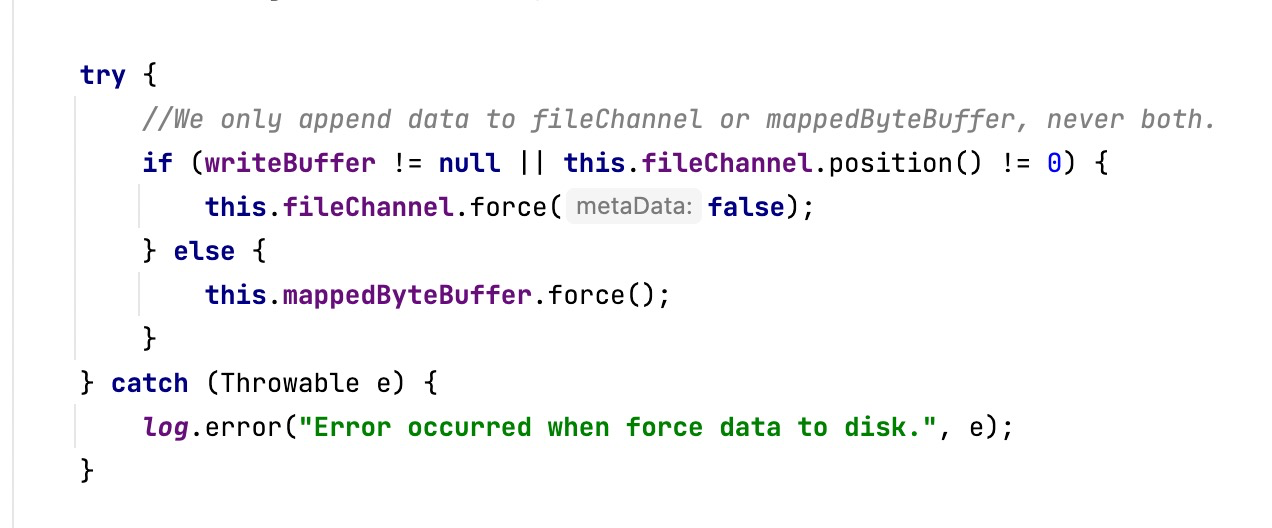 try {
//We only append data to fileChannel or mappedByteBuffer, never both.
if (writeBuffer != null || this.fileChannel.position() != 0) {
this.fileChannel.force( metaData: false);
} else {
this.mappedByteBuffer.force();
}
} catch (Throwable e) {
log.error("Error occurred when force data to disk.", e);
}